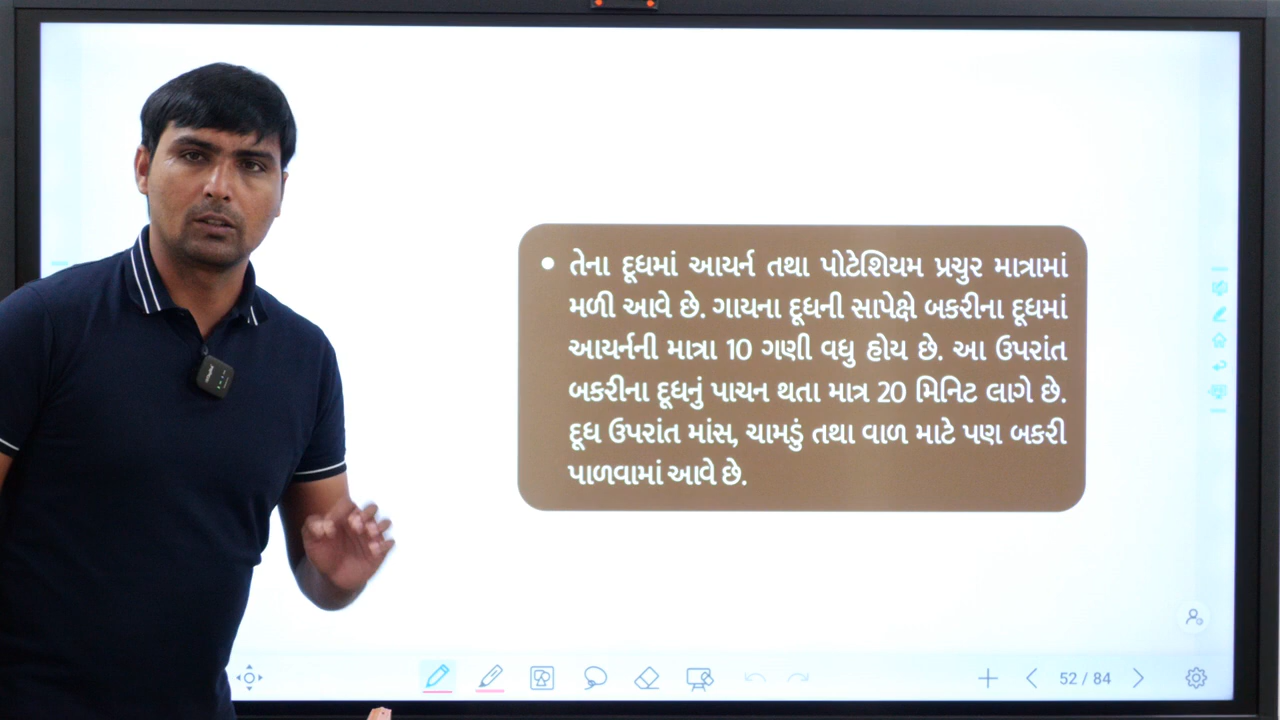 • તેના દૂધમાં આયર્ન તથા પોટેશિયમ પ્રચુર માત્રામાં
મળી આવે છે. ગાયના દૂધની સાપેક્ષે બકરીના દૂધમાં
આયર્નની માત્રા 10 ગણી વધુ હોય છે. આ ઉપરાંત
બકરીના દૂધનું પાચન થતા માત્ર 20 મિનિટ લાગે છે.
દૂધ ઉપરાંત માંસ, ચામડું તથા વાળ માટે પણ બકરી
પાળવામાં આવે છે.
52 / 84